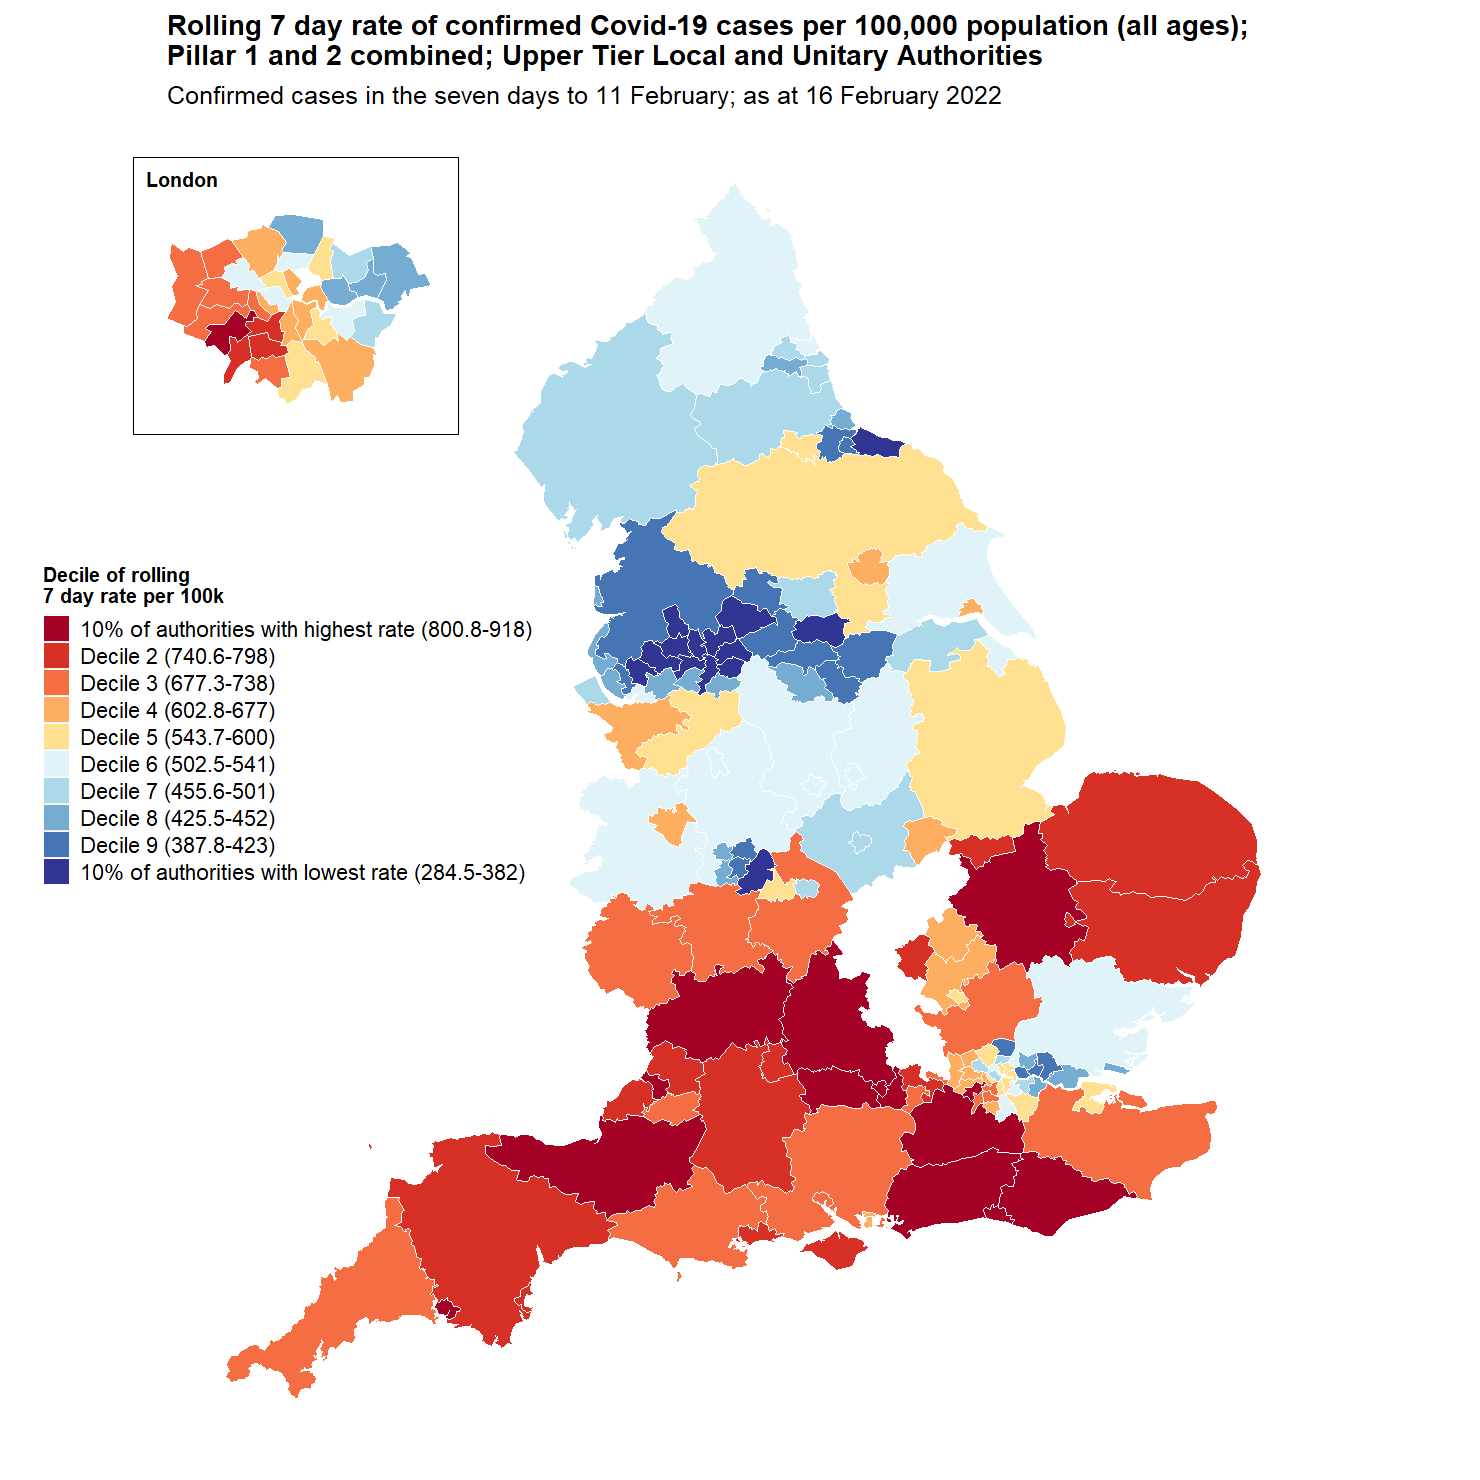 Rolling 7 day rate of confirmed Covid-19 cases per 100,000 population (all ages);
Pillar 1 and 2 combined; Upper Tier Local and Unitary Authorities
Confirmed cases in the seven days to 11 February; as at 16 February 2022
London
Decile of rolling
7 day rate per 100k
10% of authorities with highest rate (800.8-918)
Decile 2 (740.6-798)
Decile 3 (677.3-738)
Decile 4 (602.8-677)
Decile 5 (543.7-600)
Decile 6 (502.5-541)
Decile 7 (455.6-501)
Decile 8 (425.5-452)
Decile 9 (387.8-423)
10% of authorities with lowest rate (284.5-382)